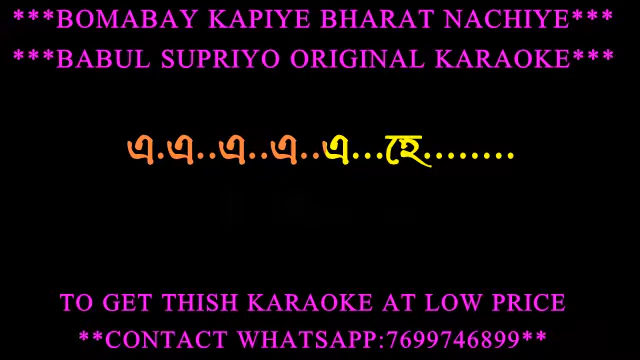 ***BOMABAY KAPIYE BHARAT NACHIYE***
***BABUL SUPRIYO ORIGINAL KARAOKE***
এ.এ..এ..এ..এ...হে........
TO GET THISH KARAOKE AT LOW PRICE
**CONTACT WHATSAPP:7699746899**